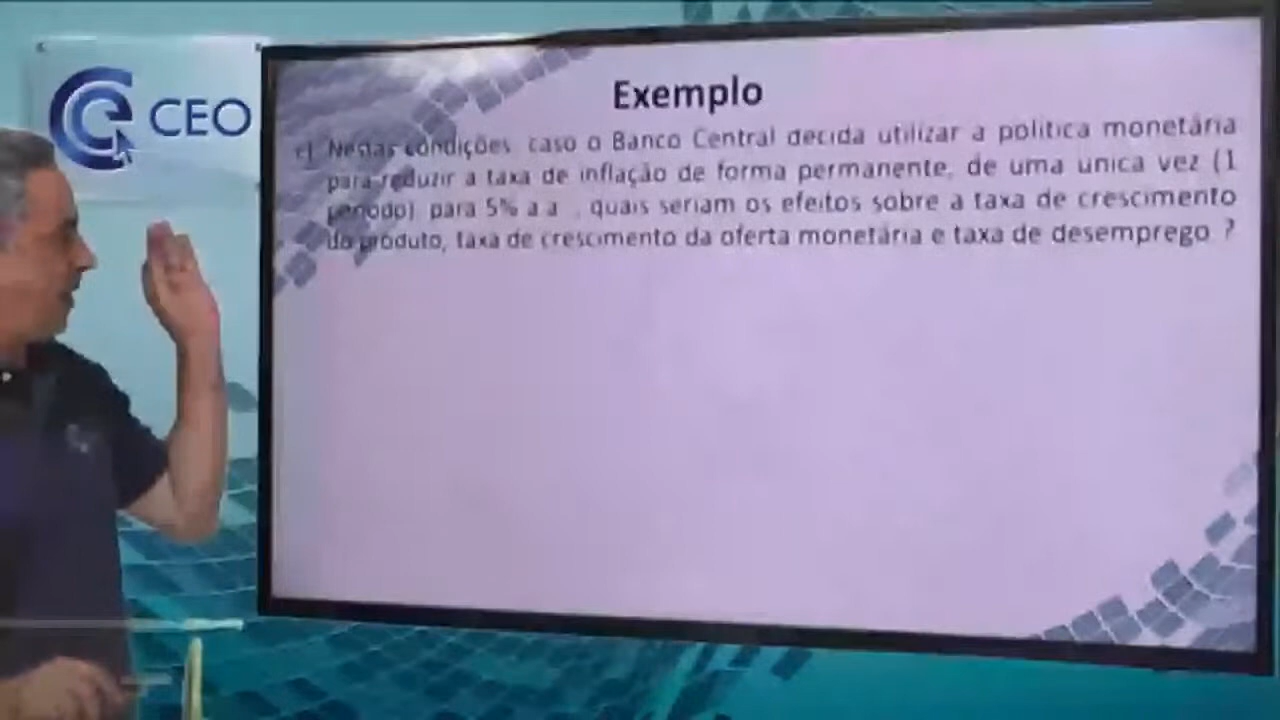 CEO
Exemplo
c) Nestas condições, caso o Banco Central decida utilizar a política monetária
para reduzir a taxa de inflação de forma permanente, de uma unica vez (1
período) para 5% a a , quais seriam os efeitos sobre a taxa de crescimento
do produto, taxa de crescimento da oferta monetária e taxa de desemprego ?